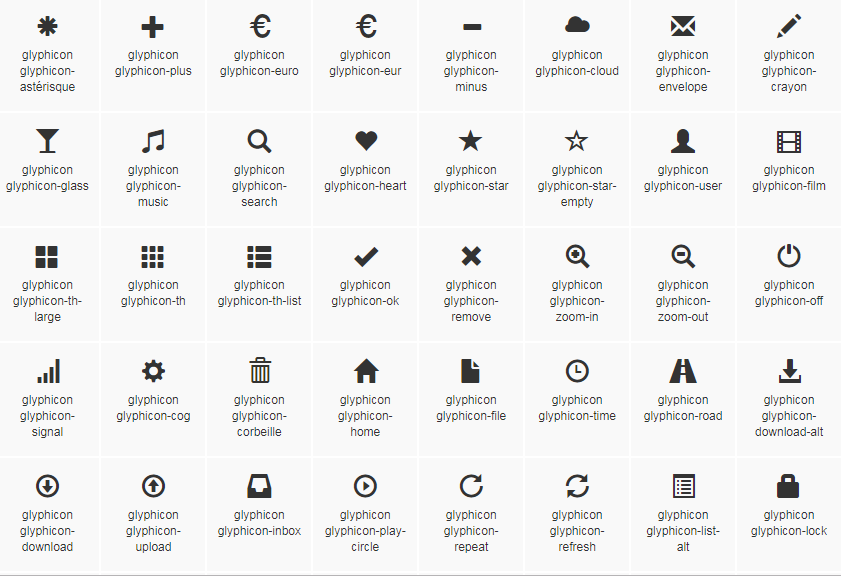 glyphicon
glyphicon-
astérisque
glyphicon
glyphicon-plus
glyphicon
glyphicon-euro
glyphicon
glyphicon-eur
glyphicon
glyphicon-
minus
glyphicon
glyphicon-cloud
glyphicon
glyphicon-
envelope
glyphicon
glyphicon-
crayon
glyphicon
glyphicon-glass
glyphicon
glyphicon-
music
glyphicon
glyphicon-
search
glyphicon
glyphicon-heart
glyphicon
glyphicon-star
glyphicon
glyphicon-star-
empty
glyphicon
glyphicon-user
glyphicon
glyphicon-film
glyphicon
glyphicon-th-
large
glyphicon
glyphicon-th
glyphicon
glyphicon-th-list
glyphicon
glyphicon-ok
glyphicon
glyphicon-
remove
glyphicon
glyphicon-
zoom-in
glyphicon
glyphicon-
zoom-out
glyphicon
glyphicon-off
glyphicon
glyphicon-
signal
glyphicon
glyphicon-cog
glyphicon
glyphicon-
corbeille
glyphicon
glyphicon-
home
glyphicon
glyphicon-file
glyphicon
glyphicon-time
glyphicon
glyphicon-road
glyphicon
glyphicon-
download-alt
glyphicon
glyphicon-
download
glyphicon
glyphicon-
upload
glyphicon
glyphicon-inbox
glyphicon
glyphicon-play-
circle
glyphicon
glyphicon-
repeat
glyphicon
glyphicon-
refresh
glyphicon
glyphicon-list-
alt
glyphicon
glyphicon-lock